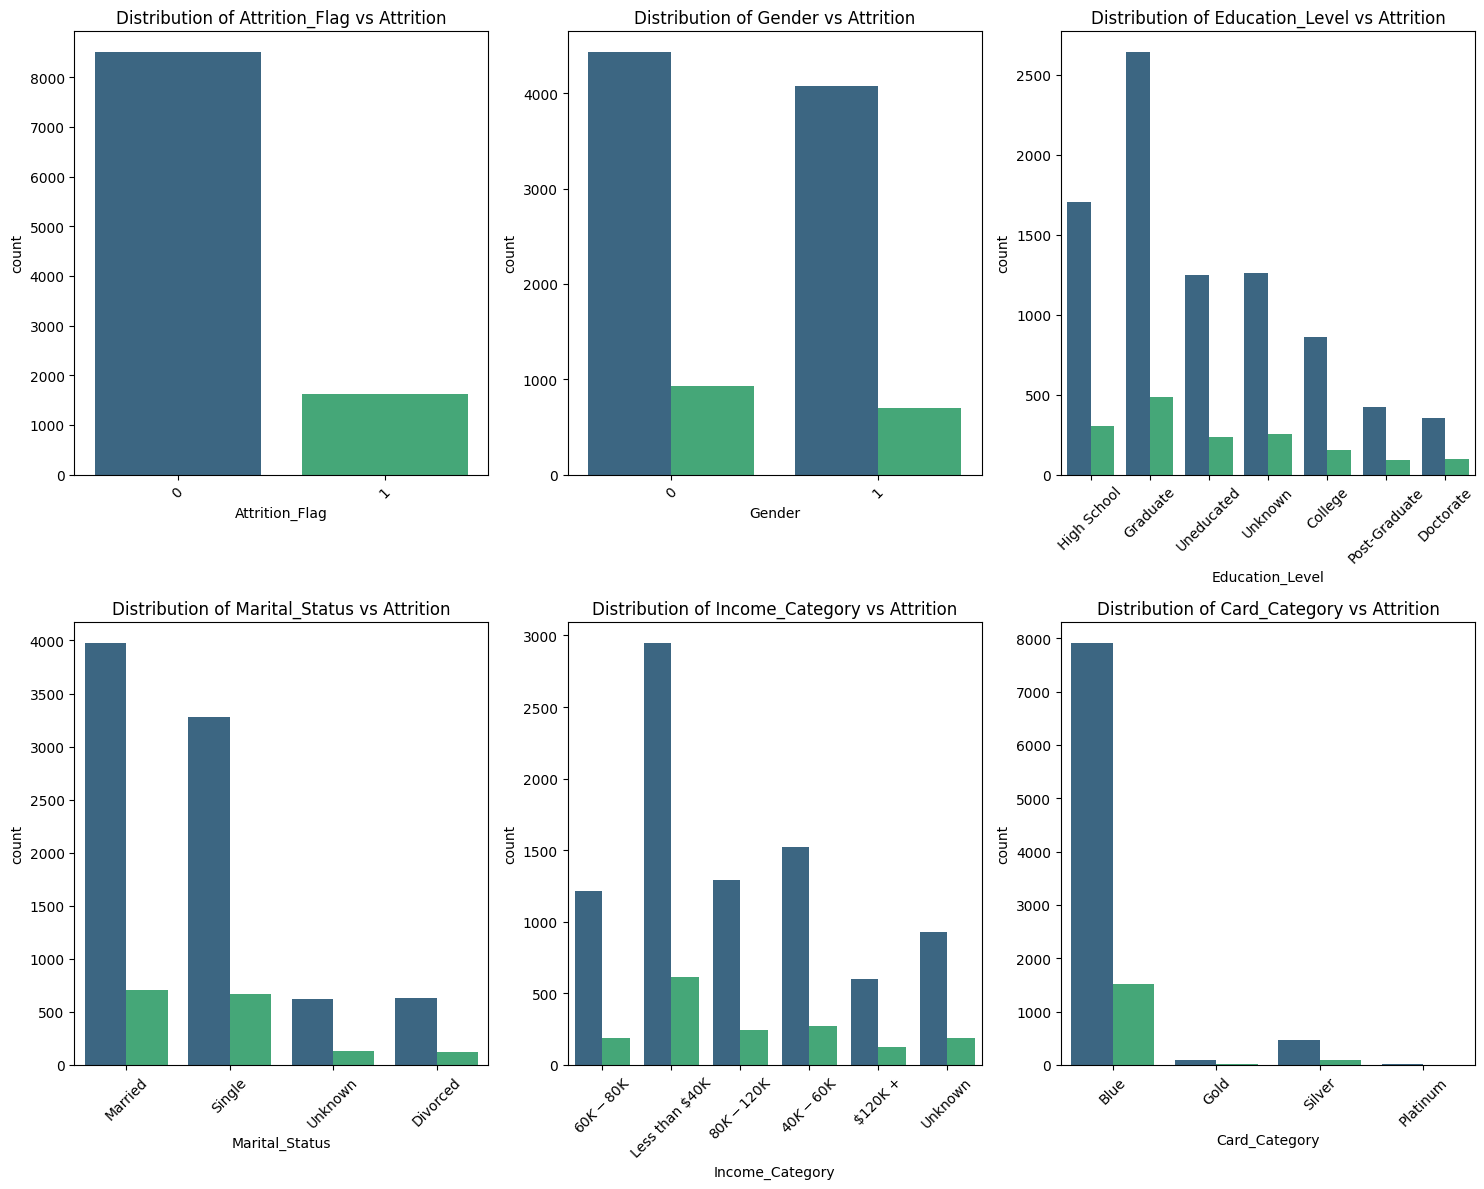 Distribution of Attrition_Flag vs Attrition
count
8000
7000
6000
5000
4000
3000
2000
1000
0
0
1
Attrition_Flag
Distribution of Gender vs Attrition
count
4000
3000
2000
1000
0
0
1
Gender
Distribution of Education_Level vs Attrition
count
2500
2000
1500
1000
500
0
High School
Graduate
Uneducated
Unknown
College
Post-Graduate
Doctorate
Education_Level
Distribution of Marital_Status vs Attrition
count
4000
3500
3000
2500
2000
1500
1000
500
0
Married
Single
Unknown
Divorced
Marital_Status
Distribution of Income_Category vs Attrition
count
3000
2500
2000
1500
1000
500
0
60K − 80K
Less than $40K
80K − 120K
40K − 60K
$120K +
Unknown
Income_Category
Distribution of Card_Category vs Attrition
count
8000
7000
6000
5000
4000
3000
2000
1000
0
Blue
Gold
Silver
Platinum
Card_Category